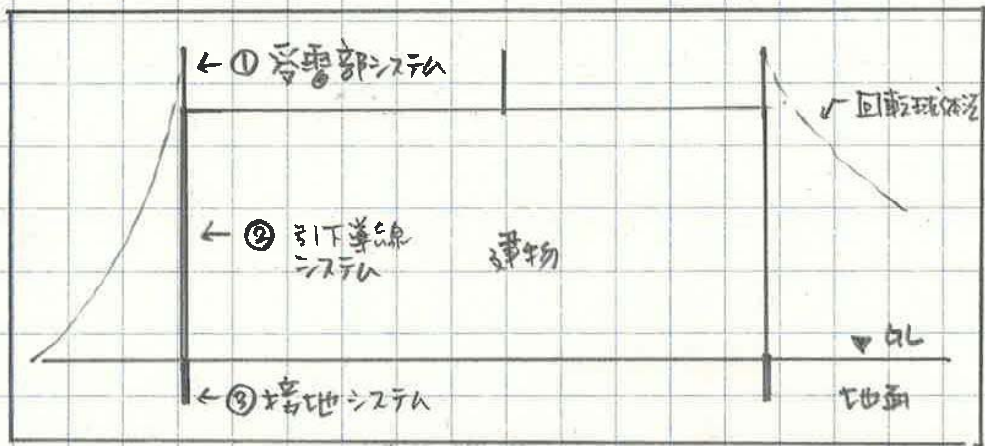 ← ① 受雷部システム
← 回転球体法
← ② 引下導線
システム
建物
▼ GL
← ③ 接地システム
地面